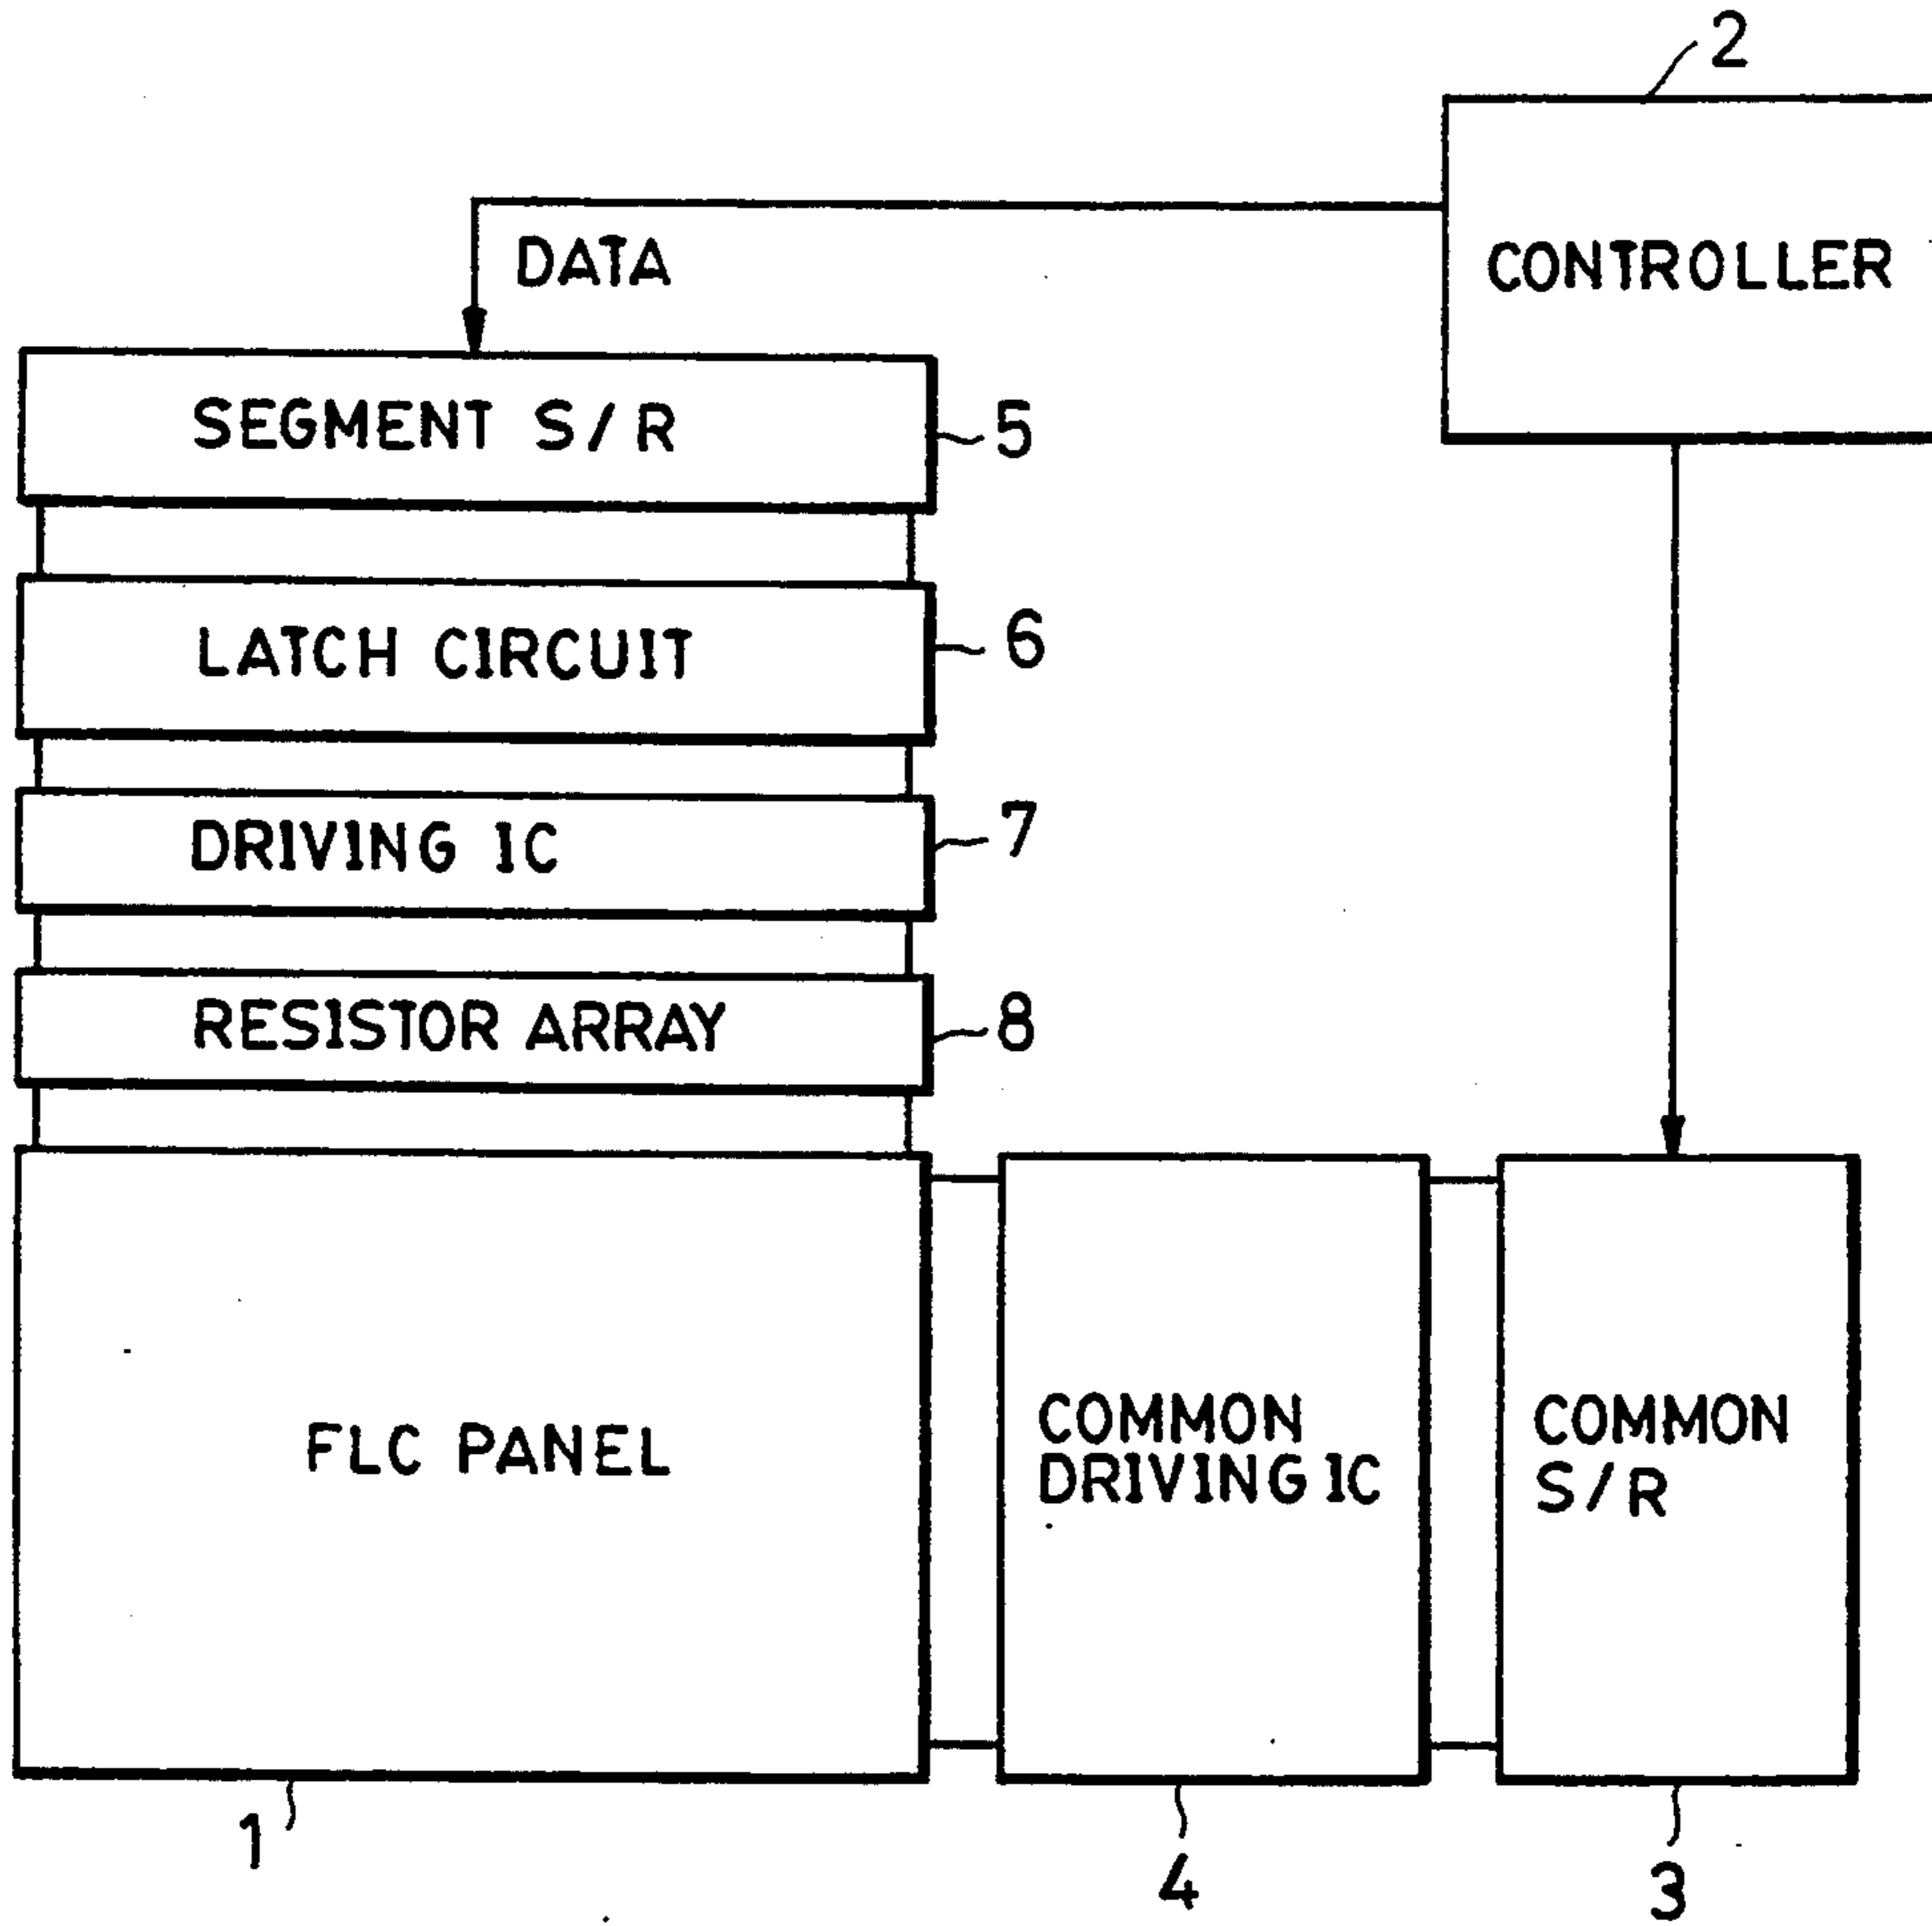 2
CONTROLLER
DATA
SEGMENT S/R
5
LATCH CIRCUIT
6
DRIVING IC
7
RESISTOR ARRAY
8
FLC PANEL
COMMON
DRIVING IC
COMMON
S/R
1
4
3